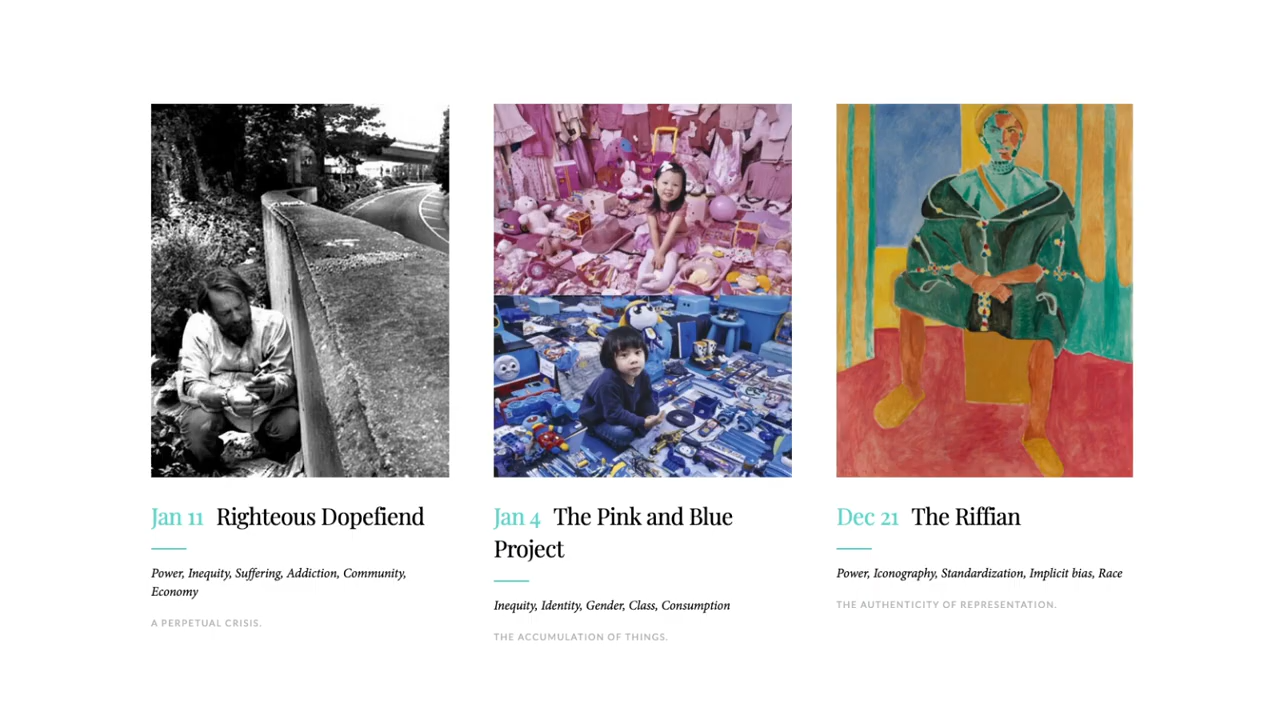 Jan 11 Righteous Dopefiend
Power, Inequity, Suffering, Addiction, Community,
Economy
A PERPETUAL CRISIS.
Jan 4 The Pink and Blue
Project
Inequity, Identity, Gender, Class, Consumption
THE ACCUMULATION OF THINGS.
Dec 21 The Riffian
Power, Iconography, Standardization, Implicit bias, Race
THE AUTHENTICITY OF REPRESENTATION.